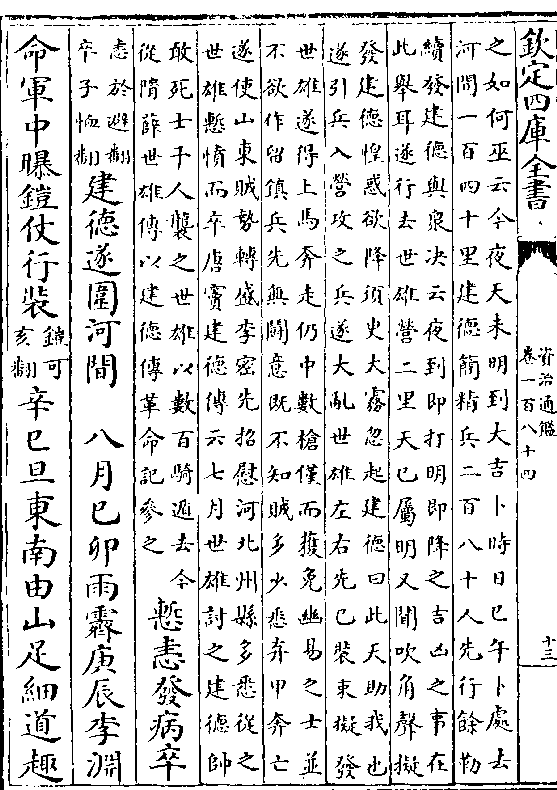 欽定四庫全書
資治通鑑
卷一百八十四
十三
之如何巫云今夜天未明到大吉卜時日已午卜處去
河間一百四十里建德簡精兵二百八十人先行餘勒
續發建德與衆决云夜到即打明即降之吉凶之事在
此舉耳遂行去世雄營二里天已屬明又聞吹角聲擬
發建德惶惑欲降須臾大霧忽起建德曰此天助我也
遂引兵入營攻之兵遂大亂世雄左右先已裝束擬發
世雄遂得上馬奔走仍中數槍僅而獲免幽易之士並
不欲作留鎮兵先無鬭意既不知賊多少悉弃甲奔亡
遂使山東賊勢轉盛李密先招慰河北州縣多悉從之
世雄慙憤而卒唐竇建德傳云七月世雄討之建德帥
敢死士千人襲之世雄以數百騎遁去今
從隋薛世雄傳以建德傳革命記參之
慙恚發病卒
恚於避翻
卒子恤翻
建德遂圍河間　八月己卯雨霽庚辰李淵
命軍中曝鎧仗行裝
鎧可
亥翻
辛巳旦東南由山足細道趣